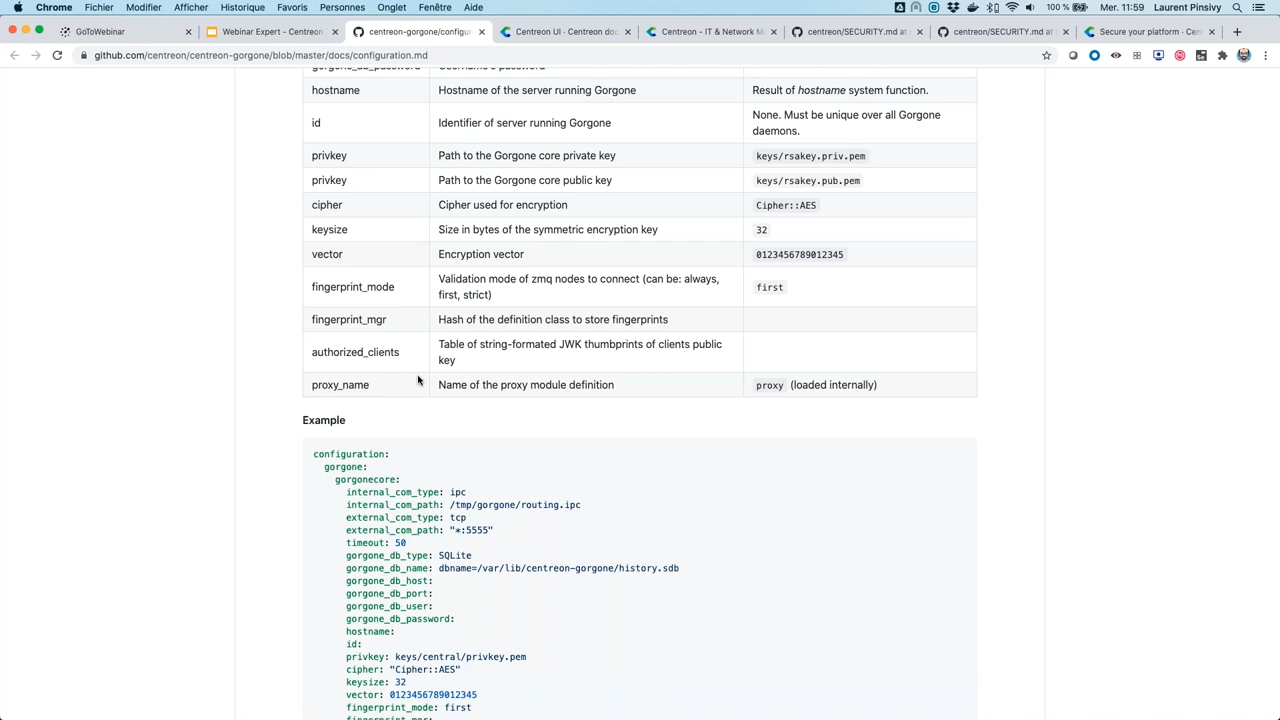 Chrome Fichier Modifier Afficher Historique Favoris Personnes Onglet Fenêtre Aide 100 % Mer. 11:59 Laurent Pinsivy
GoToWebinar Webinar Expert - Centreon centreon-gorgone/configur Centreon UI · Centreon doc Centreon - IT & Network M centreon/SECURITY.md at centreon/SECURITY.md at Secure your platform · Cent
github.com/centreon/centreon-gorgone/blob/master/docs/configuration.md
gorgone_db_password Username's password
hostname Hostname of the server running Gorgone Result of hostname system function.
id Identifier of server running Gorgone None. Must be unique over all Gorgone
daemons.
privkey Path to the Gorgone core private key keys/rsakey.priv.pem
privkey Path to the Gorgone core public key keys/rsakey.pub.pem
cipher Cipher used for encryption Cipher::AES
keysize Size in bytes of the symmetric encryption key 32
vector Encryption vector 0123456789012345
fingerprint_mode Validation mode of zmq nodes to connect (can be: always,
first, strict) first
fingerprint_mgr Hash of the definition class to store fingerprints
authorized_clients Table of string-formated JWK thumbprints of clients public
key
proxy_name Name of the proxy module definition proxy (loaded internally)
Example
configuration:
gorgone:
gorgonecore:
internal_com_type: ipc
internal_com_path: /tmp/gorgone/routing.ipc
external_com_type: tcp
external_com_path: "*:5555"
timeout: 50
gorgone_db_type: SQLite
gorgone_db_name: dbname=/var/lib/centreon-gorgone/history.sdb
gorgone_db_host:
gorgone_db_port:
gorgone_db_user:
gorgone_db_password:
hostname:
id:
privkey: keys/central/privkey.pem
cipher: "Cipher::AES"
keysize: 32
vector: 0123456789012345
fingerprint_mode: first
fingerprint_mgr: